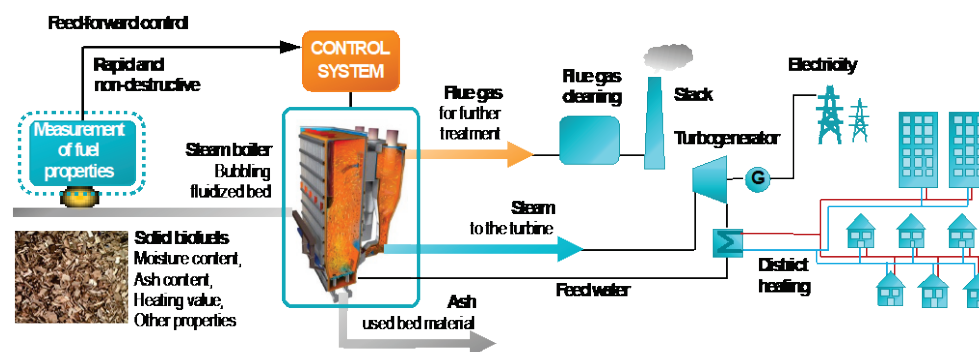 Feed-forward control
Rapid and
non-destructive
CONTROL
SYSTEM
Measurement
of fuel
properties
Steam boiler
Bubbling
fluidized bed
Solid biofuels
Moisture content,
Ash content,
Heating value,
Other properties
Flue gas
for further
treatment
Flue gas
cleaning
Stack
Turbogenerator
Electricity
G
Steam
to the turbine
Feed water
District
heating
Ash
used bed material